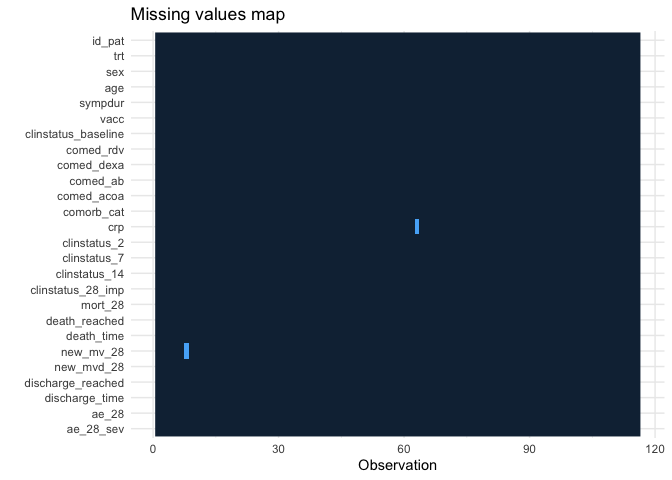 Missing values map
id_pat
trt
sex
age
sympdur
vacc
clinstatus_baseline
comed_rdv
comed_dexa
comed_ab
comed_acoa
comorb_cat
crp
clinstatus_2
clinstatus_7
clinstatus_14
clinstatus_28_imp
mort_28
death_reached
death_time
new_mv_28
new_mvd_28
discharge_reached
discharge_time
ae_28
ae_28_sev
0 30 60 90 120
Observation